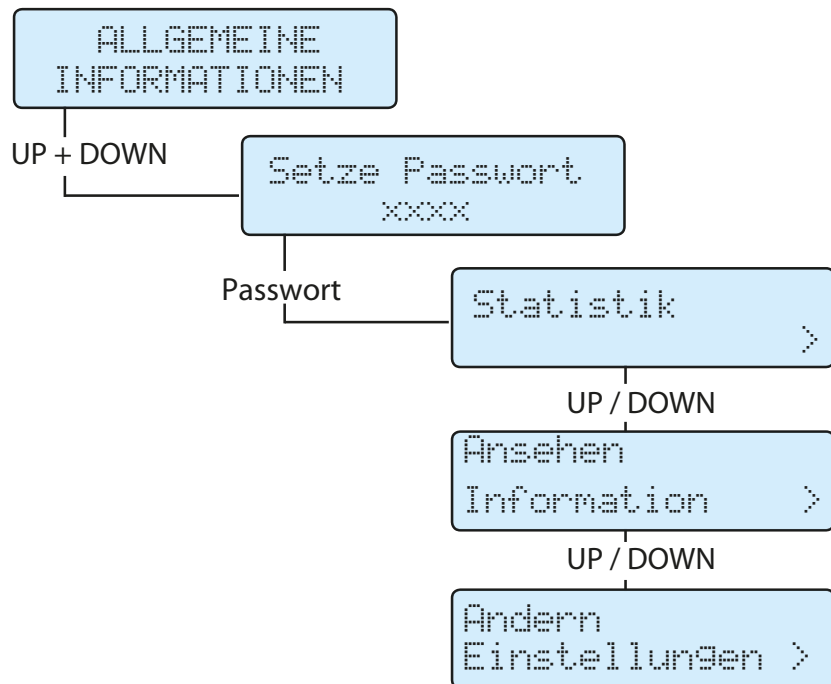 ALLGEMEINE
INFORMATIONEN
UP + DOWN
Setze Passwort
xxxx
Passwort
Statistik
>
UP / DOWN
Ansehen
Information >
UP / DOWN
Andern
Einstellungen >